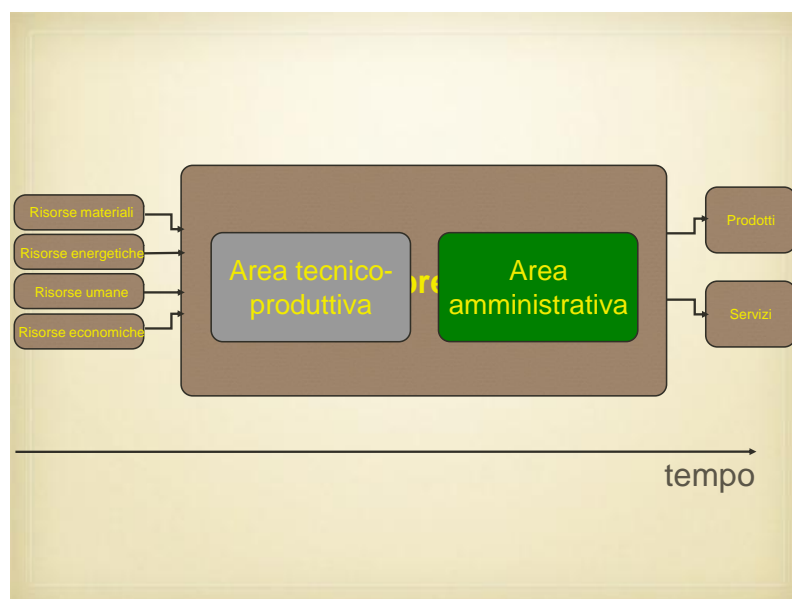 Risorse materiali
Risorse energetiche
Risorse umane
Risorse economiche
Area tecnico-
produttiva
Area
amministrativa
Prodotti
Servizi
tempo